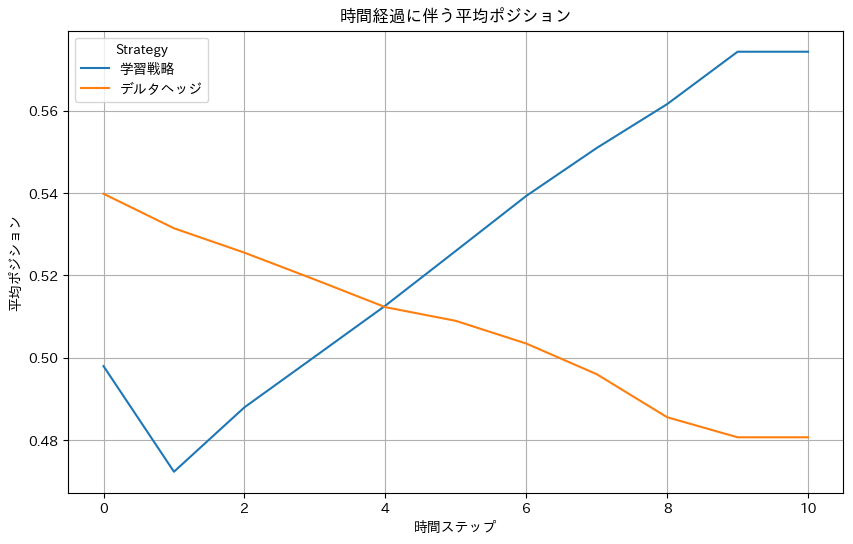 時間経過に伴う平均ポジション
Strategy
学習戦略
デルタヘッジ
平均ポジション
0.56
0.54
0.52
0.50
0.48
0 2 4 6 8 10
時間ステップ